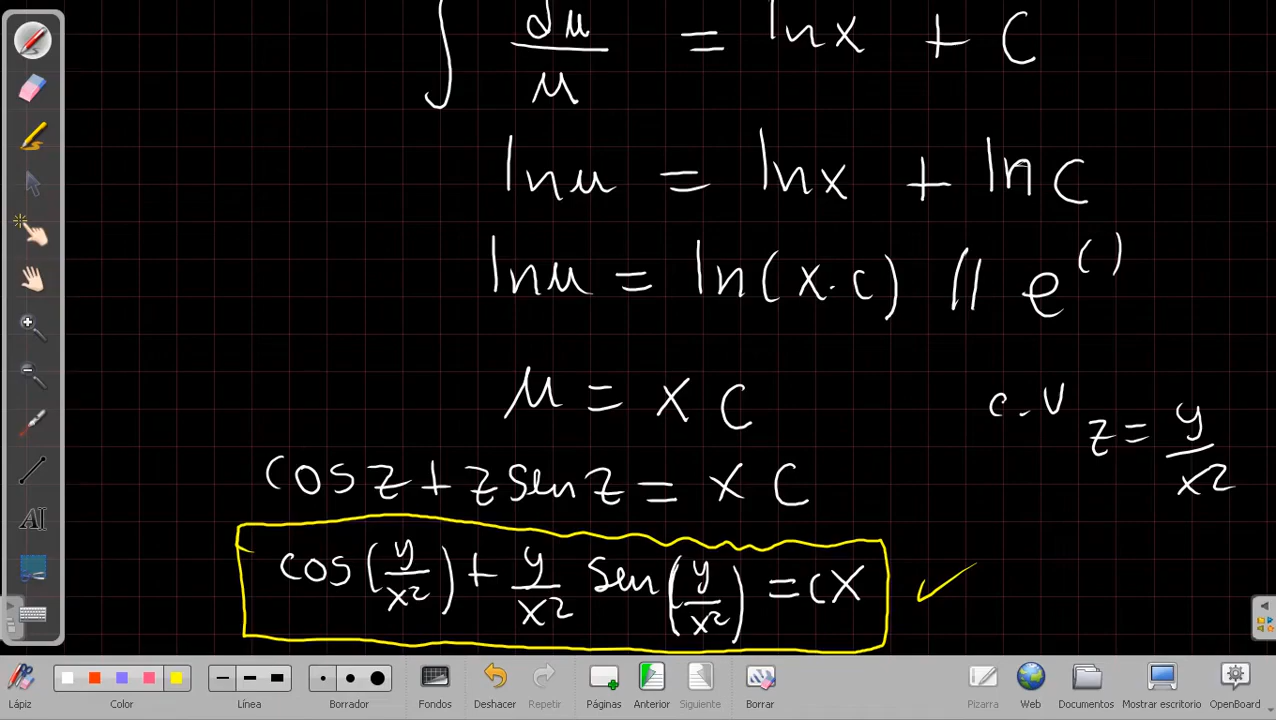 ∫ du/u = ln x + C
ln u = ln x + ln C
ln u = ln(x·c) // e^( )
u = x c
c.v z = y/x2
cos z + z sen z = x C
cos(y/x2) + y/x2 sen(y/x2) = cx ✓
Lápiz Color Línea Borrador Fondos Deshacer Repetir Páginas Anterior Siguiente Borrar Pizarra Web Documentos Mostrar escritorio OpenBoard